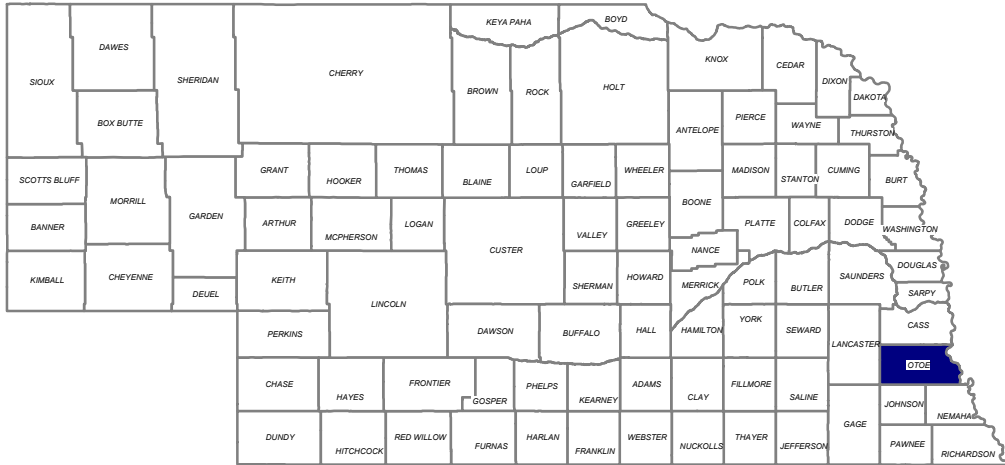 KEYA PAHA
BOYD
DAWES
SIOUX
SHERIDAN
CHERRY
KNOX
CEDAR
DIXON
BROWN
ROCK
HOLT
DAKOTA
BOX BUTTE
ANTELOPE
PIERCE
WAYNE
THURSTON
SCOTTS BLUFF
GRANT
HOOKER
THOMAS
BLAINE
LOUP
GARFIELD
WHEELER
MADISON
STANTON
CUMING
BURT
MORRILL
GARDEN
BOONE
BANNER
ARTHUR
MCPHERSON
LOGAN
CUSTER
VALLEY
GREELEY
PLATTE
COLFAX
DODGE
WASHINGTON
NANCE
KIMBALL
CHEYENNE
DEUEL
KEITH
LINCOLN
SHERMAN
HOWARD
MERRICK
POLK
BUTLER
SAUNDERS
DOUGLAS
SARPY
PERKINS
DAWSON
BUFFALO
HALL
HAMILTON
YORK
SEWARD
LANCASTER
CASS
OTOE
CHASE
HAYES
FRONTIER
GOSPER
PHELPS
KEARNEY
ADAMS
CLAY
FILLMORE
SALINE
GAGE
JOHNSON
NEMAHA
DUNDY
HITCHCOCK
RED WILLOW
FURNAS
HARLAN
FRANKLIN
WEBSTER
NUCKOLLS
THAYER
JEFFERSON
PAWNEE
RICHARDSON